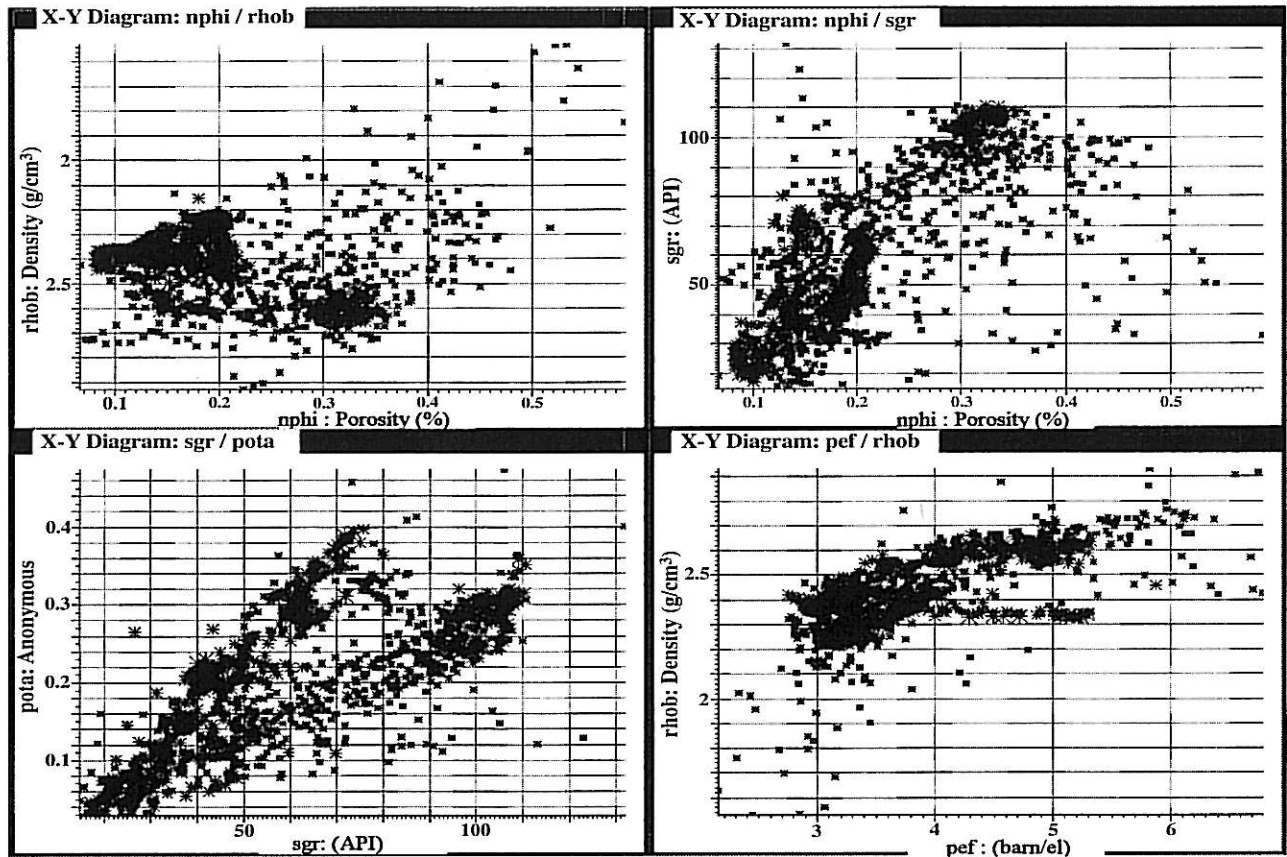 X-Y Diagram: nphi / rhob
rhob: Density (g/cm³)
2
2.5
0.1 0.2 0.3 0.4 0.5
nphi : Porosity (%)
X-Y Diagram: nphi / sgr
sgr: (API)
100
50
0.1 0.2 0.3 0.4 0.5
nphi : Porosity (%)
X-Y Diagram: sgr / pota
pota: Anonymous
0.4
0.3
0.2
0.1
50 100
sgr: (API)
X-Y Diagram: pef / rhob
rhob: Density (g/cm³)
2.5
2
3 4 5 6
pef : (barn/el)